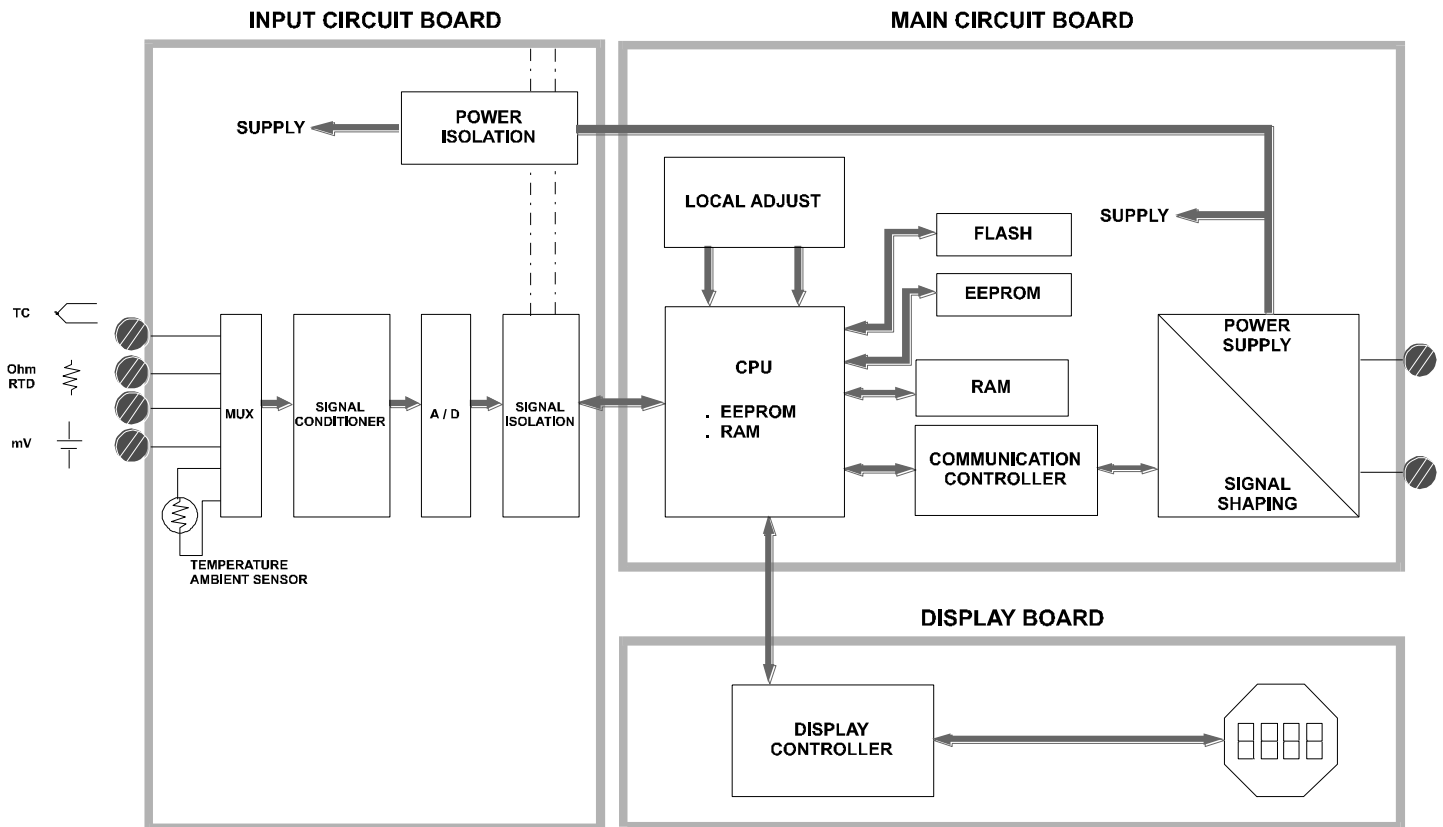 INPUT CIRCUIT BOARD
MAIN CIRCUIT BOARD
SUPPLY
POWER
ISOLATION
LOCAL ADJUST
FLASH
SUPPLY
EEPROM
TC
Ohm
RTD
mV
MUX
SIGNAL
CONDITIONER
A / D
SIGNAL
ISOLATION
CPU
. EEPROM
. RAM
RAM
COMMUNICATION
CONTROLLER
POWER
SUPPLY
SIGNAL
SHAPING
TEMPERATURE
AMBIENT SENSOR
DISPLAY BOARD
DISPLAY
CONTROLLER